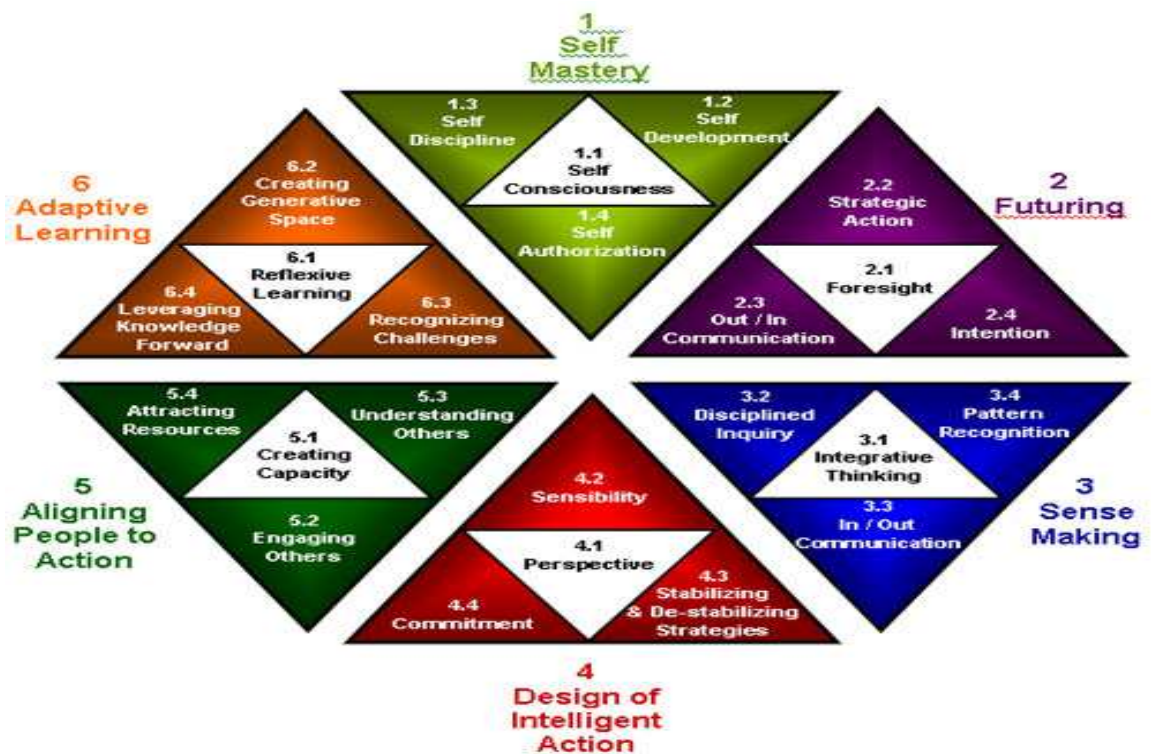 1
Self
Mastery
1.3
Self
Discipline
1.2
Self
Development
1.1
Self
Consciousness
1.4
Self
Authorization
2
Futuring
2.2
Strategic
Action
2.1
Foresight
2.3
Out / In
Communication
2.4
Intention
3
Sense
Making
3.2
Disciplined
Inquiry
3.4
Pattern
Recognition
3.1
Integrative
Thinking
3.3
In / Out
Communication
4
Design of
Intelligent
Action
4.2
Sensibility
4.1
Perspective
4.4
Commitment
4.3
Stabilizing
& De-stabilizing
Strategies
5
Aligning
People to
Action
5.4
Attracting
Resources
5.3
Understanding
Others
5.1
Creating
Capacity
5.2
Engaging
Others
6
Adaptive
Learning
6.2
Creating
Generative
Space
6.1
Reflexive
Learning
6.4
Leveraging
Knowledge
Forward
6.3
Recognizing
Challenges